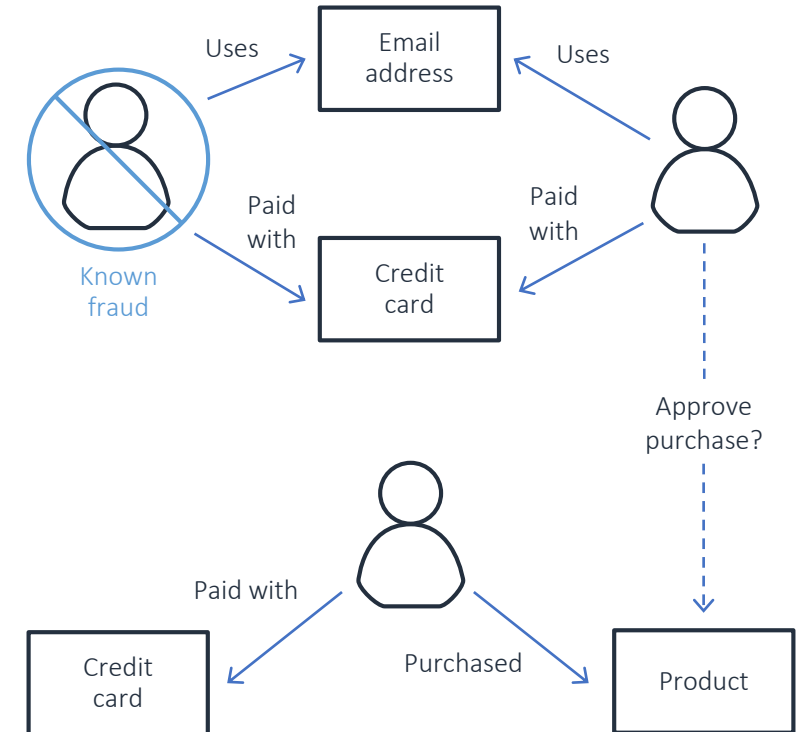 Uses
Email
address
Uses
Paid
with
Paid
with
Known
fraud
Credit
card
Approve
purchase?
Paid with
Purchased
Credit
card
Product